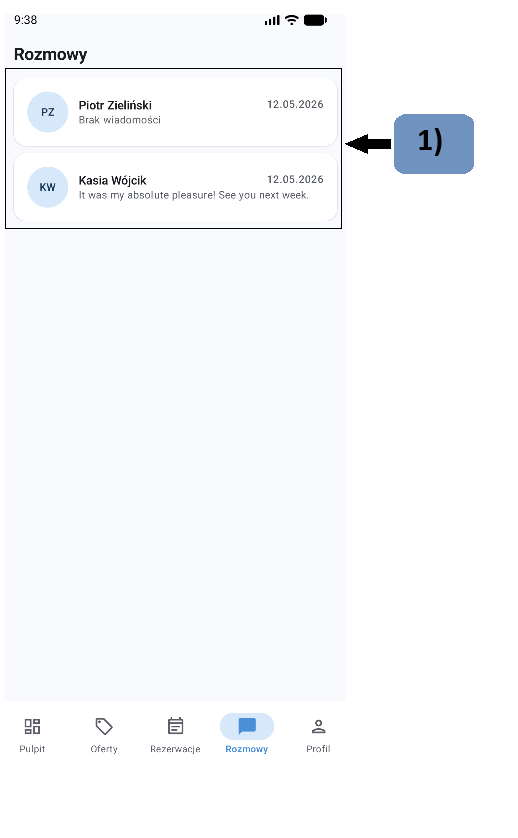 9:38
Rozmowy
PZ
Piotr Zieliński
12.05.2026
Brak wiadomości
1)
KW
Kasia Wójcik
12.05.2026
It was my absolute pleasure! See you next week.
Pulpit
Oferty
Rezerwacje
Rozmowy
Profil